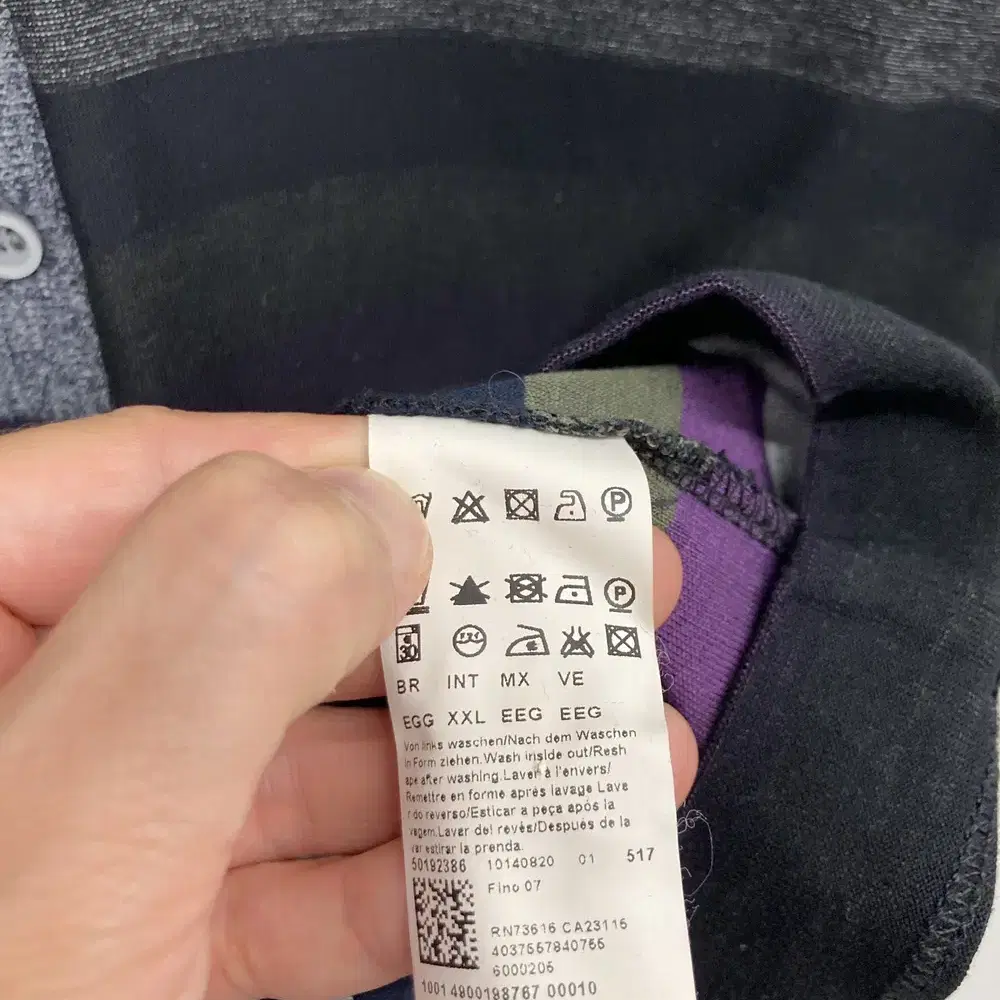 P
P
30
BR INT MX VE
EGG XXL EEG EEG
Von links waschen/Nach dem Waschen
in Form ziehen.Wash inside out/Resh
ape after washing.Laver à l'envers/
Remettre en forme après lavage Lave
r do reverso/Esticar a peça após la
vagem.Lavar del revés/Después de la
var estirar la prenda.
50192386 10140820 01 517
Fino 07
RN73616 CA23116
4037557840755
6000206
1001 4900198767 00010